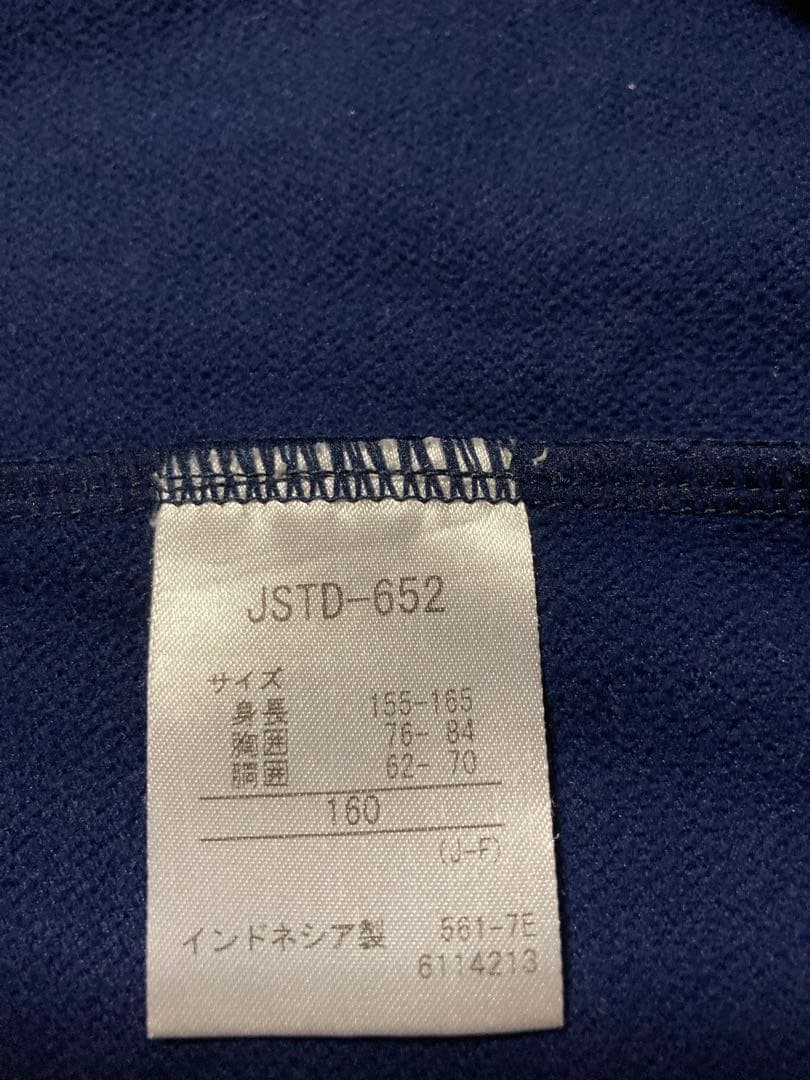 JSTD-652
サイズ
身長 155-165
胸囲 76- 84
胴囲 62- 70
160
(J-F)
インドネシア製 561-7E
6114213